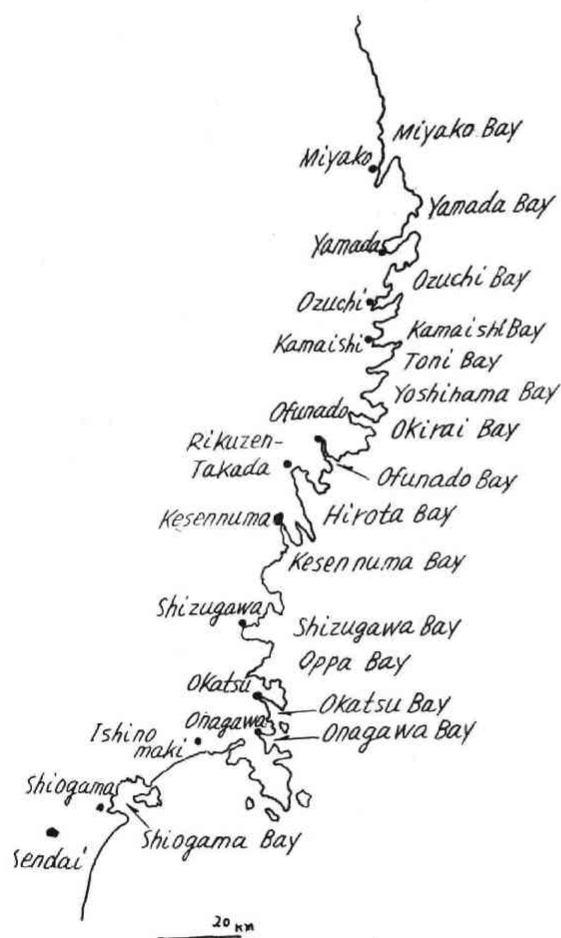 Miyako Bay
Miyako
Yamada Bay
Yamada
Ozuchi Bay
Ozuchi
Kamaishi Bay
Kamaishi
Toni Bay
Yoshihama Bay
Ofunado
Okirai Bay
Rikuzen-
Takada
Ofunado Bay
Kesennuma
Hirota Bay
Kesennuma Bay
Shizugawa
Shizugawa Bay
Oppa Bay
Okatsu
Okatsu Bay
Onagawa
Onagawa Bay
Ishino
maki
Shiogama
Shiogama Bay
Sendai
20 km